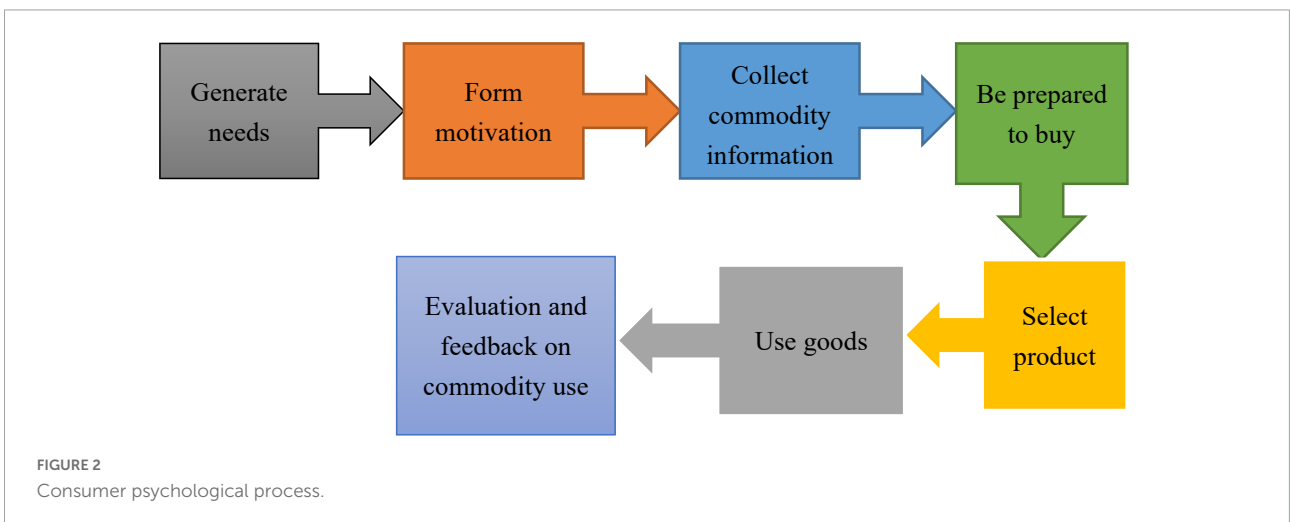 Generate
needs
Form
motivation
Collect
commodity
information
Be prepared
to buy
Select
product
Use goods
Evaluation and
feedback on
commodity use
FIGURE 2
Consumer psychological process.